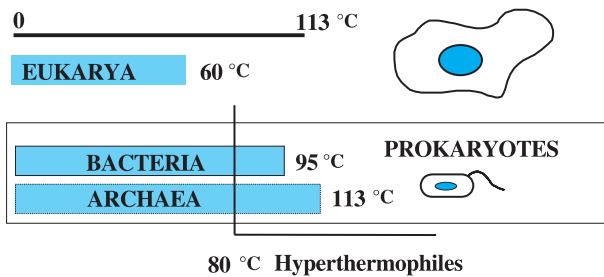 0 113 °C
EUKARYA 60 °C
PROKARYOTES
BACTERIA 95 °C
ARCHAEA 113 °C
80 °C Hyperthermophiles